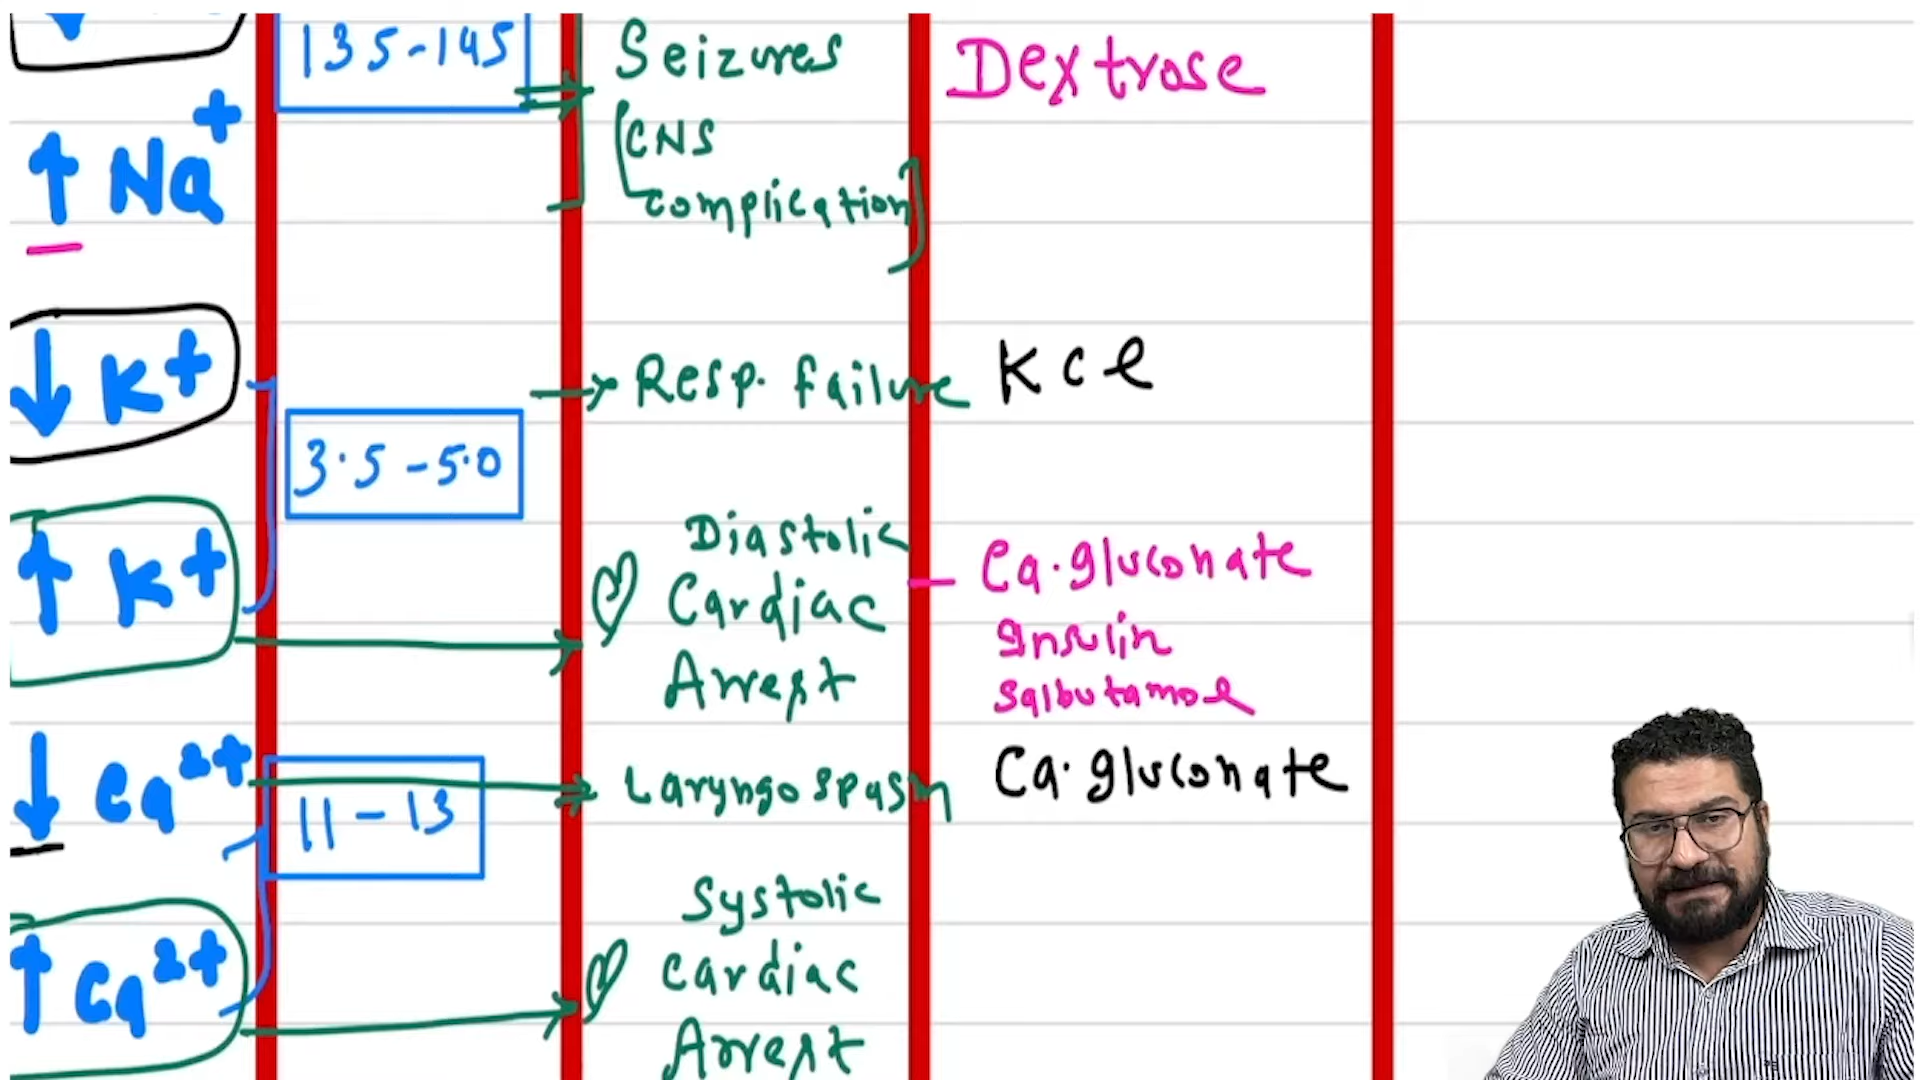 135-145
Seizures
Dextrose
↑ Na+
[CNS
complication]
↓ K+
Resp. failure
KCl
3.5-5.0
↑ K+
Diastolic
Cardiac
Arrest
Ca.gluconate
Insulin
Salbutamol
↓ Ca2+
11-13
Laryngospasm
Ca.gluconate
↑ Ca2+
Systolic
Cardiac
Arrest